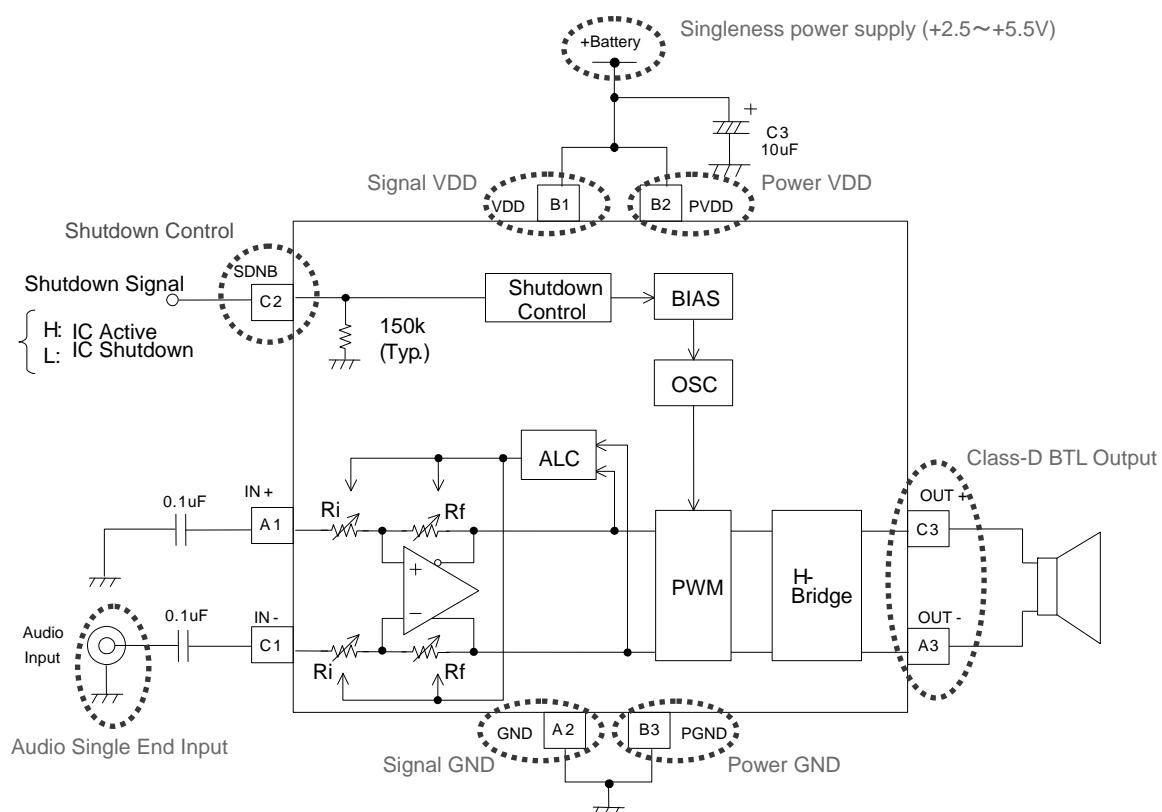 Singleness power supply (+2.5～+5.5V)
+Battery
+
C3
10uF
Signal VDD
VDD
B1
B2
PVDD
Power VDD
Shutdown Control
SDNB
Shutdown Signal
C2
H: IC Active
L: IC Shutdown
150k
(Typ.)
Shutdown
Control
BIAS
OSC
ALC
Class-D BTL Output
0.1uF
IN +
A1
Ri
Rf
+
−
PWM
H-
Bridge
OUT +
C3
OUT -
A3
Audio
Input
0.1uF
IN -
C1
Ri
Rf
Audio Single End Input
GND
A2
B3
PGND
Signal GND
Power GND